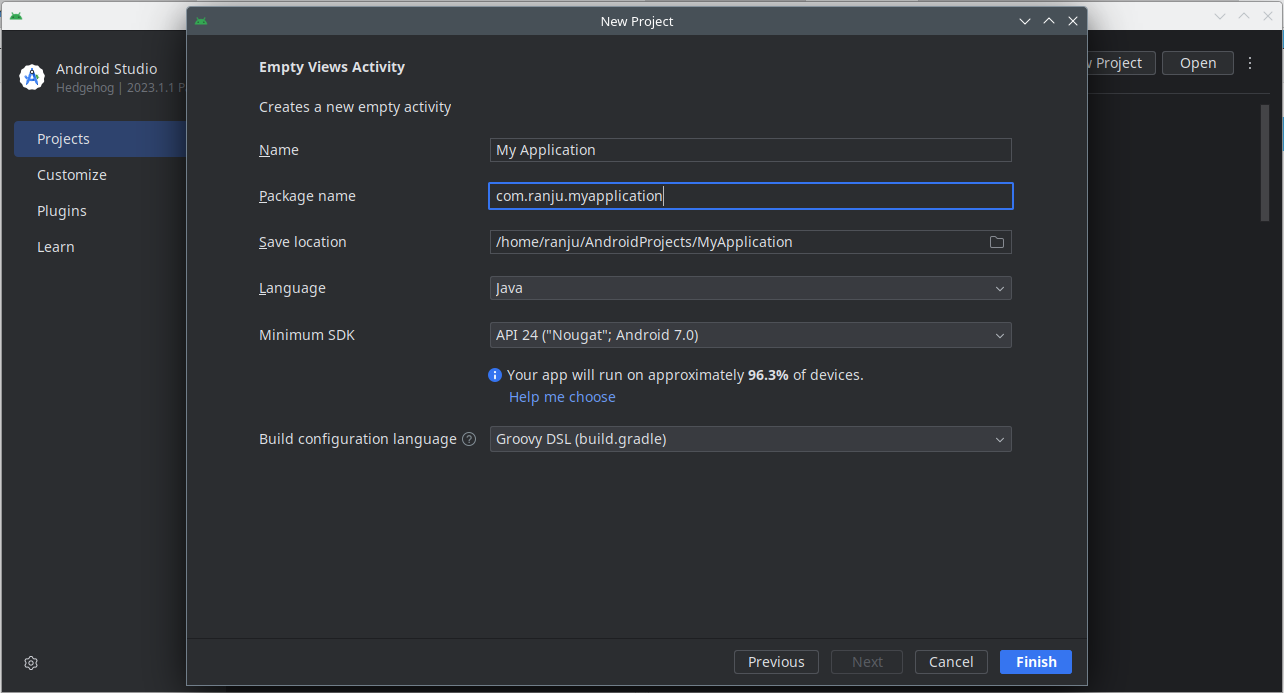 New Project
Android Studio
Hedgehog | 2023.1.1
Project
Open
Projects
Customize
Plugins
Learn
Empty Views Activity
Creates a new empty activity
Name
My Application
Package name
com.ranju.myapplication
Save location
/home/ranju/AndroidProjects/MyApplication
Language
Java
Minimum SDK
API 24 ("Nougat"; Android 7.0)
Your app will run on approximately 96.3% of devices.
Help me choose
Build configuration language ?
Groovy DSL (build.gradle)
Previous
Next
Cancel
Finish